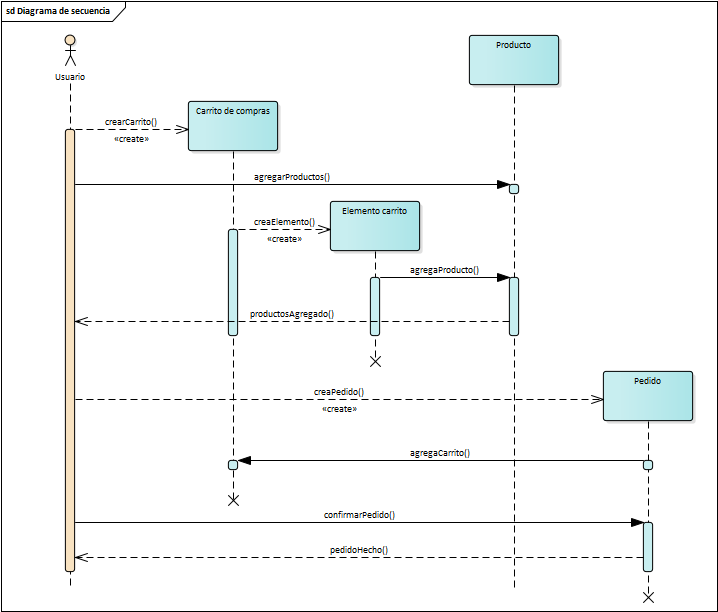 sd Diagrama de secuencia
Producto
Usuario
Carrito de compras
crearCarrito()
«create»
agregarProductos()
Elemento carrito
creaElemento()
«create»
agregaProducto()
productosAgregado()
Pedido
creaPedido()
«create»
agregaCarrito()
confirmarPedido()
pedidoHecho()